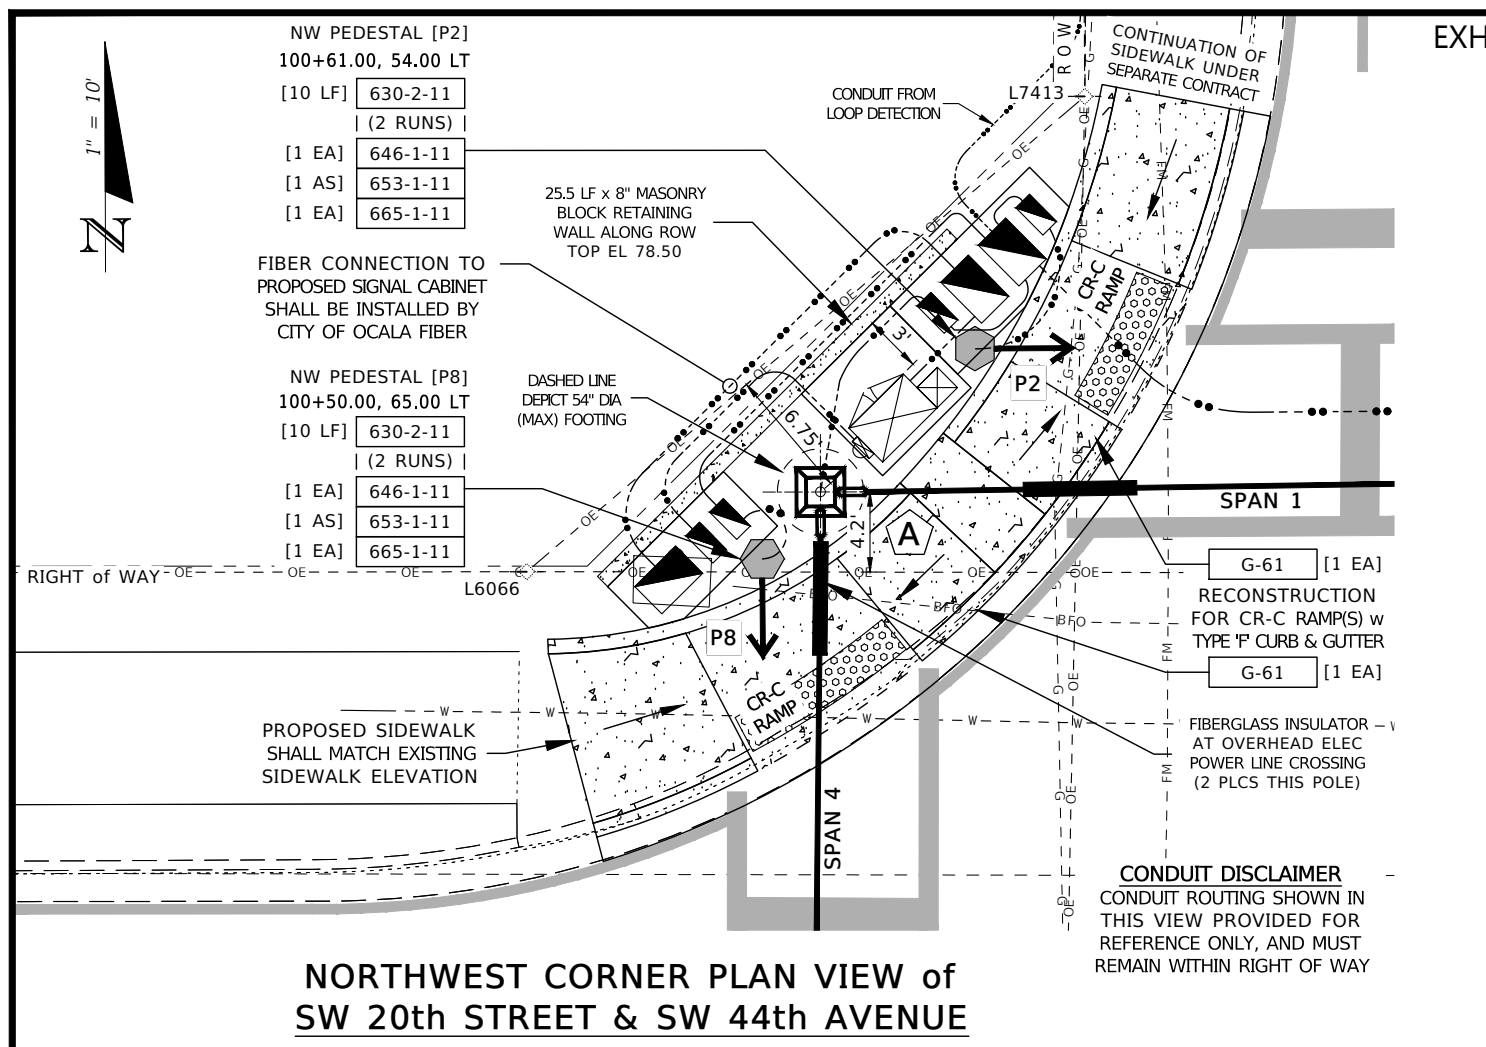 EXH
NW PEDESTAL [P2]
100+61.00, 54.00 LT
[10 LF] 630-2-11
(2 RUNS)
[1 EA] 646-1-11
[1 AS] 653-1-11
[1 EA] 665-1-11
1" = 10'
N
FIBER CONNECTION TO
PROPOSED SIGNAL CABINET
SHALL BE INSTALLED BY
CITY OF OCALA FIBER
NW PEDESTAL [P8]
100+50.00, 65.00 LT
[10 LF] 630-2-11
(2 RUNS)
[1 EA] 646-1-11
[1 AS] 653-1-11
[1 EA] 665-1-11
25.5 LF x 8" MASONRY
BLOCK RETAINING
WALL ALONG ROW
TOP EL 78.50
DASHED LINE
DEPICT 54" DIA
(MAX) FOOTING
CONDUIT FROM
LOOP DETECTION
ROW
L7413
CONTINUATION OF
SIDEWALK UNDER
SEPARATE CONTRACT
CR-C
RAMP
P2
3'
6.75'
4.2'
A
SPAN 1
RIGHT of WAY
OE
OE
OE
L6066
P8
CR-C
RAMP
SPAN 4
BFO
BFO
BFO
G-61 [1 EA]
RECONSTRUCTION
FOR CR-C RAMP(S) w
TYPE 'F' CURB & GUTTER
G-61 [1 EA]
PROPOSED SIDEWALK
SHALL MATCH EXISTING
SIDEWALK ELEVATION
W
W
W
W
W
FIBERGLASS INSULATOR
AT OVERHEAD ELEC
POWER LINE CROSSING
(2 PLCS THIS POLE)
CONDUIT DISCLAIMER
CONDUIT ROUTING SHOWN IN
THIS VIEW PROVIDED FOR
REFERENCE ONLY, AND MUST
REMAIN WITHIN RIGHT OF WAY
NORTHWEST CORNER PLAN VIEW of
SW 20th STREET & SW 44th AVENUE